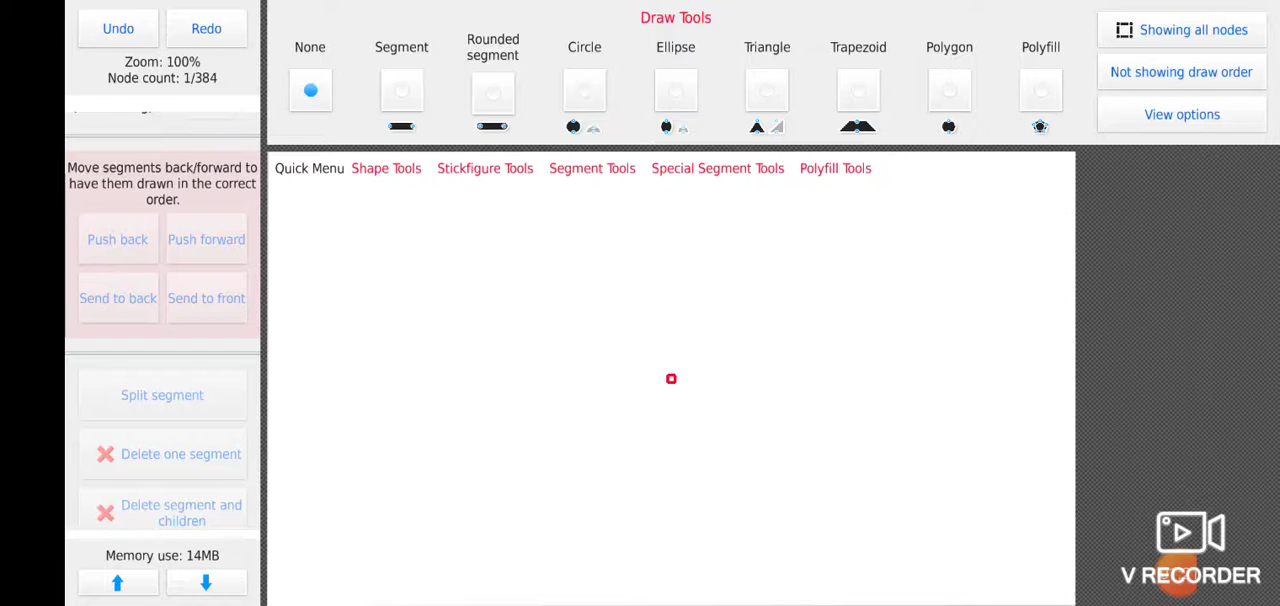 Undo
Redo
Zoom: 100%
Node count: 1/384
Move segments back/forward to
have them drawn in the correct
order.
Push back
Push forward
Send to back
Send to front
Split segment
Delete one segment
Delete segment and
children
Memory use: 14MB
Draw Tools
None
Segment
Rounded
segment
Circle
Ellipse
Triangle
Trapezoid
Polygon
Polyfill
Quick Menu Shape Tools Stickfigure Tools Segment Tools Special Segment Tools Polyfill Tools
Showing all nodes
Not showing draw order
View options
V RECORDER